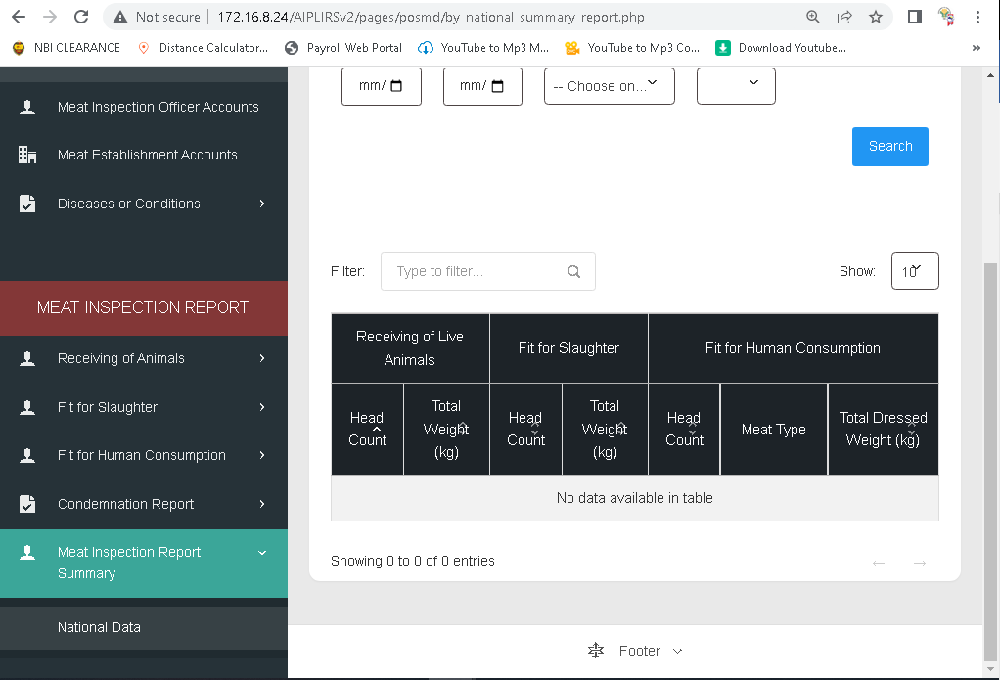 Not secure | 172.16.8.24/AIPLIRSv2/pages/posmd/by_national_summary_report.php
NBI CLEARANCE
Distance Calculator...
Payroll Web Portal
YouTube to Mp3 M...
YouTube to Mp3 Co...
Download Youtube...
»
Meat Inspection Officer Accounts
Meat Establishment Accounts
Diseases or Conditions
MEAT INSPECTION REPORT
Receiving of Animals
Fit for Slaughter
Fit for Human Consumption
Condemnation Report
Meat Inspection Report
Summary
National Data
mm/
mm/
-- Choose on...
Search
Filter:
Type to filter...
Show:
10
Receiving of Live
Animals
Fit for Slaughter
Fit for Human Consumption
Head
Count
Total
Weight
(kg)
Head
Count
Total
Weight
(kg)
Head
Count
Meat Type
Total Dressed
Weight (kg)
No data available in table
Showing 0 to 0 of 0 entries
← →
Footer